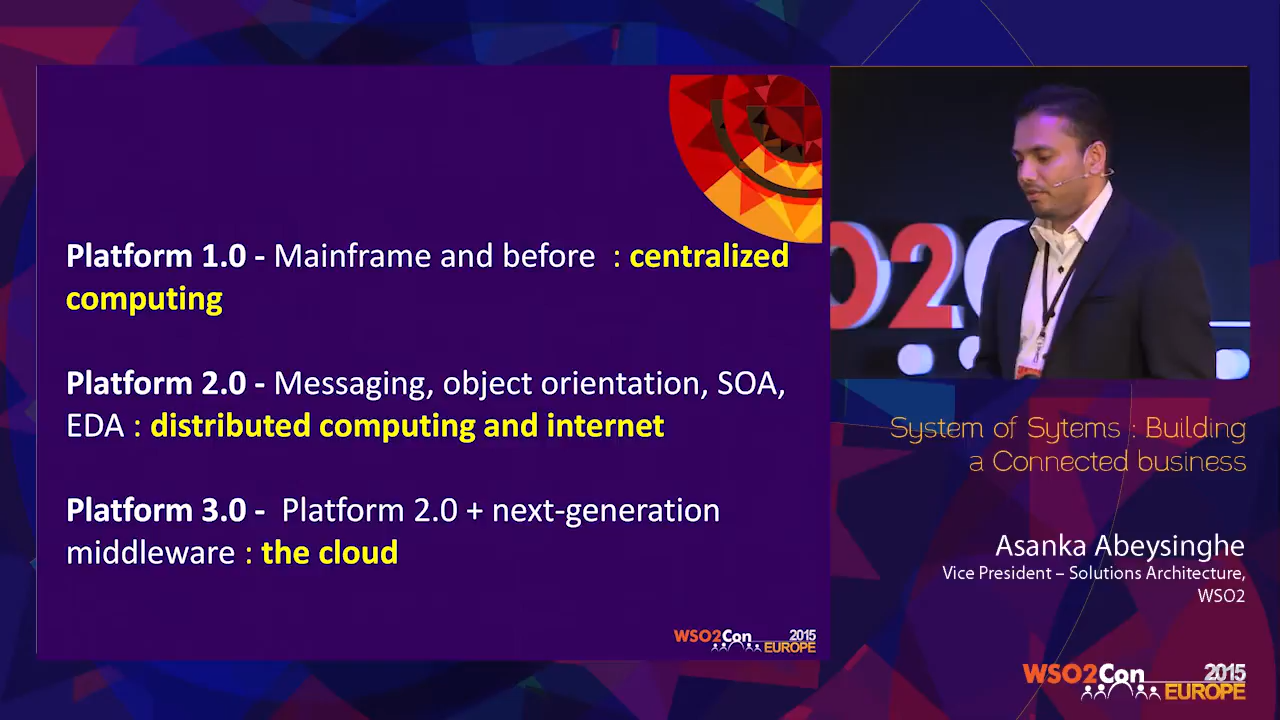 Platform 1.0 - Mainframe and before : centralized
computing
Platform 2.0 - Messaging, object orientation, SOA,
EDA : distributed computing and internet
Platform 3.0 - Platform 2.0 + next-generation
middleware : the cloud
WSO2Con 2015
EUROPE
O2C
System of Sytems : Building
a Connected business
Asanka Abeysinghe
Vice President – Solutions Architecture,
WSO2
WSO2Con 2015
EUROPE